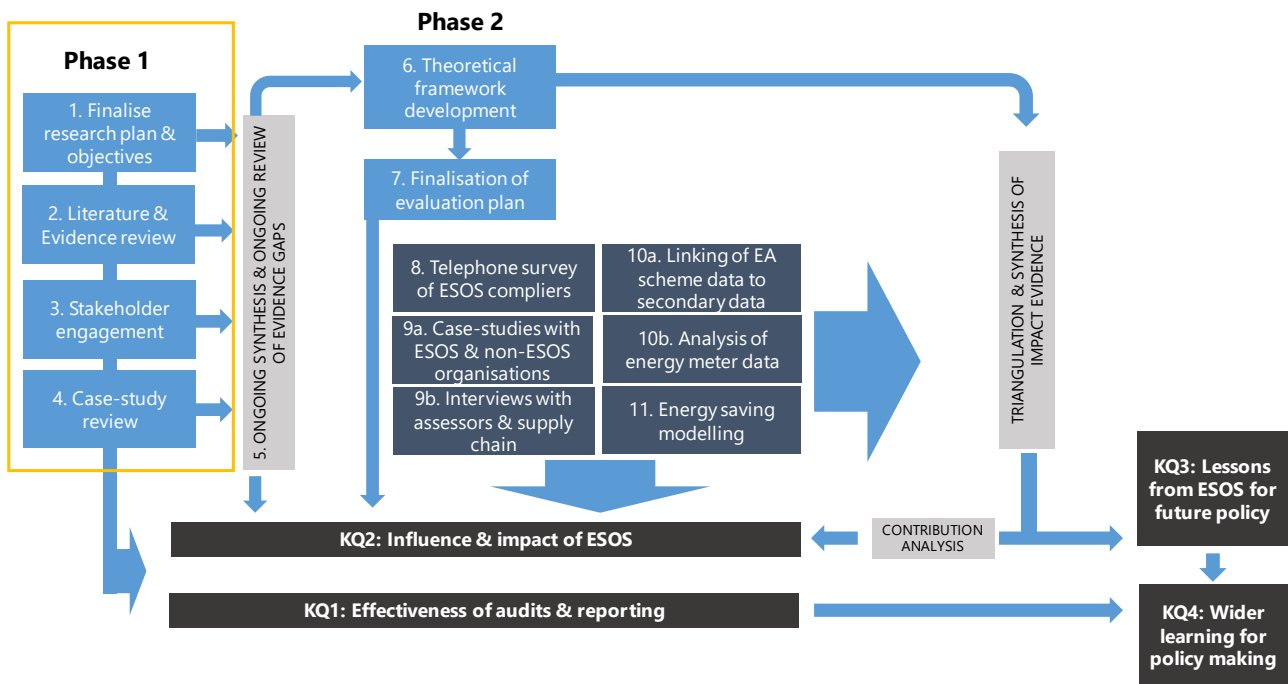 Phase 1
1. Finalise
research plan &
objectives
2. Literature &
Evidence review
3. Stakeholder
engagement
4. Case-study
review
5. ONGOING SYNTHESIS & ONGOING REVIEW
OF EVIDENCE GAPS
Phase 2
6. Theoretical
framework
development
7. Finalisation of
evaluation plan
8. Telephone survey
of ESOS compliers
10a. Linking of EA
scheme data to
secondary data
9a. Case-studies with
ESOS & non-ESOS
organisations
10b. Analysis of
energy meter data
9b. Interviews with
assessors & supply
chain
11. Energy saving
modelling
TRIANGULATION & SYNTHESIS OF
IMPACT EVIDENCE
KQ2: Influence & impact of ESOS
CONTRIBUTION
ANALYSIS
KQ3: Lessons
from ESOS for
future policy
KQ1: Effectiveness of audits & reporting
KQ4: Wider
learning for
policy making